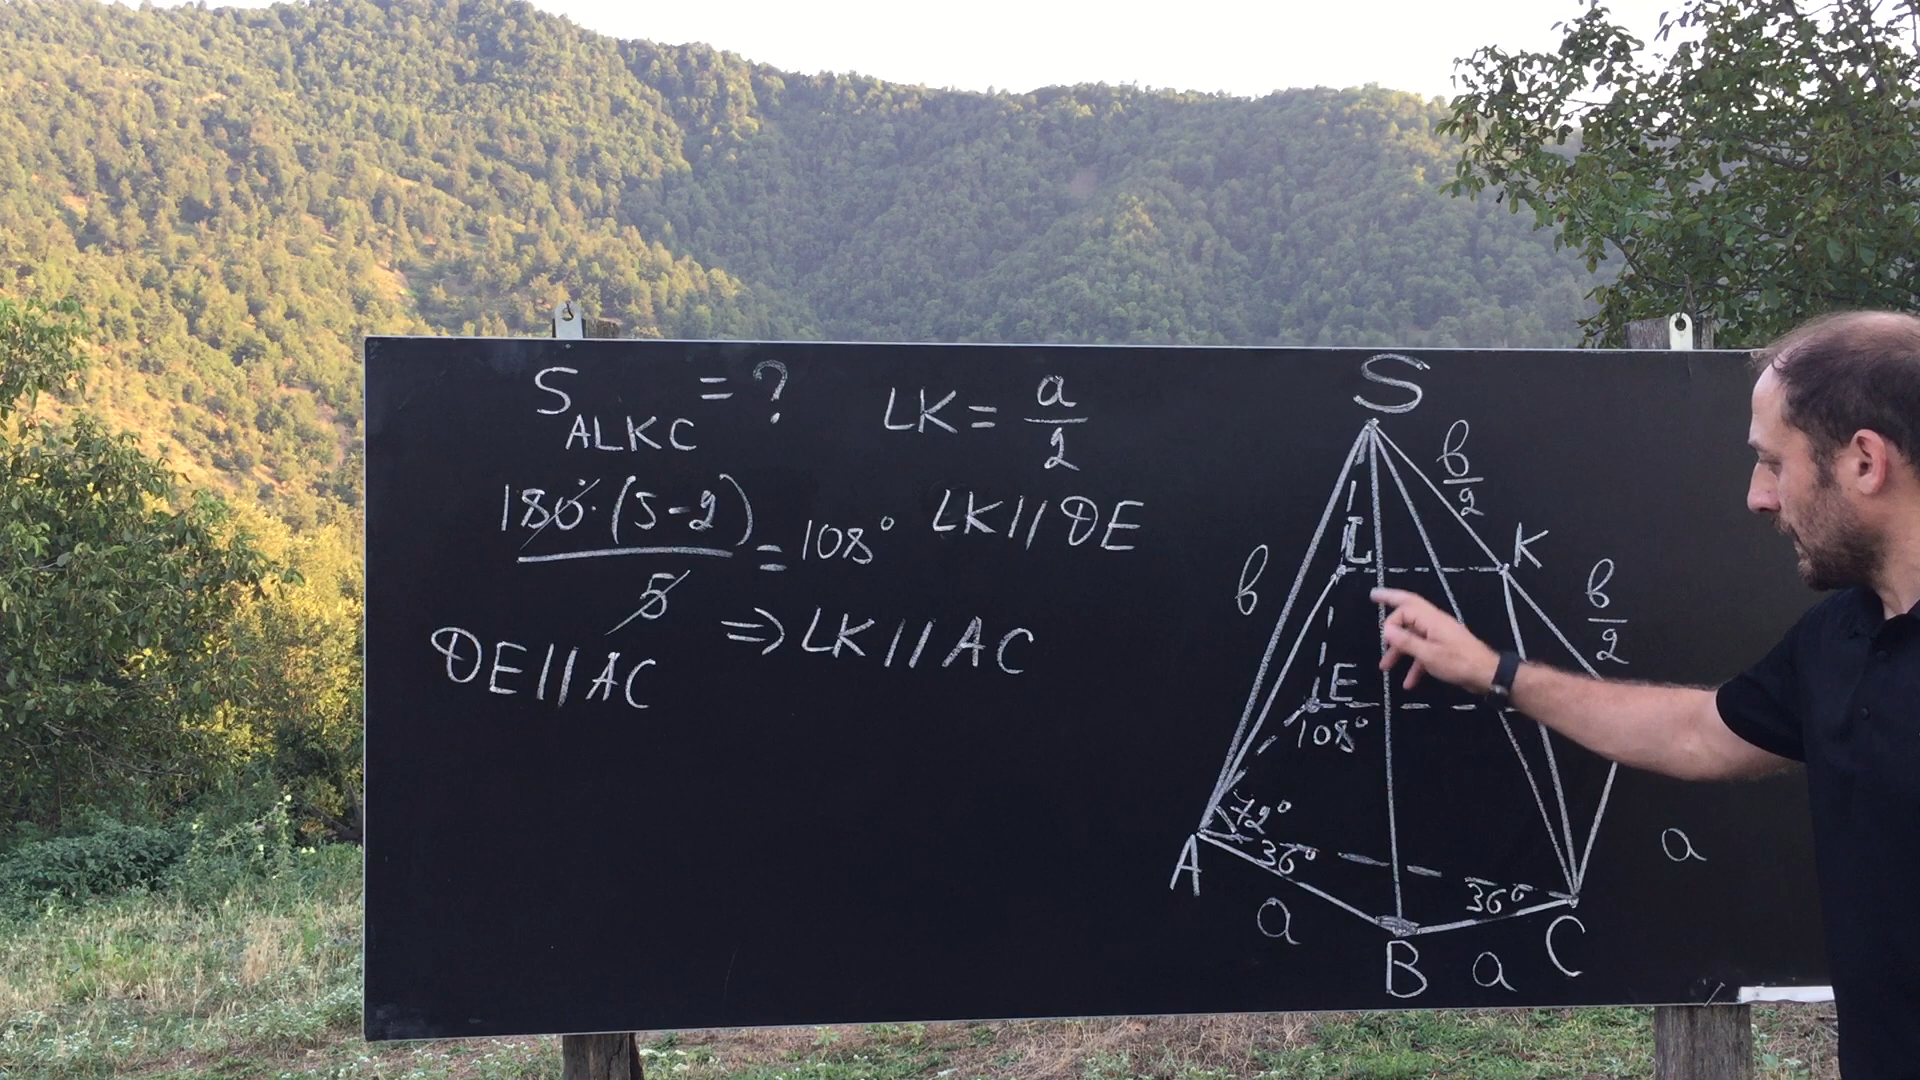 S_ALKC = ?
LK = a/2
180°·(5-2)/5 = 108°
LK // DE
DE // AC
=> LK // AC
S
b/2
L
K
b
b/2
E
108°
72°
36°
A
36°
a
a
B
a
C